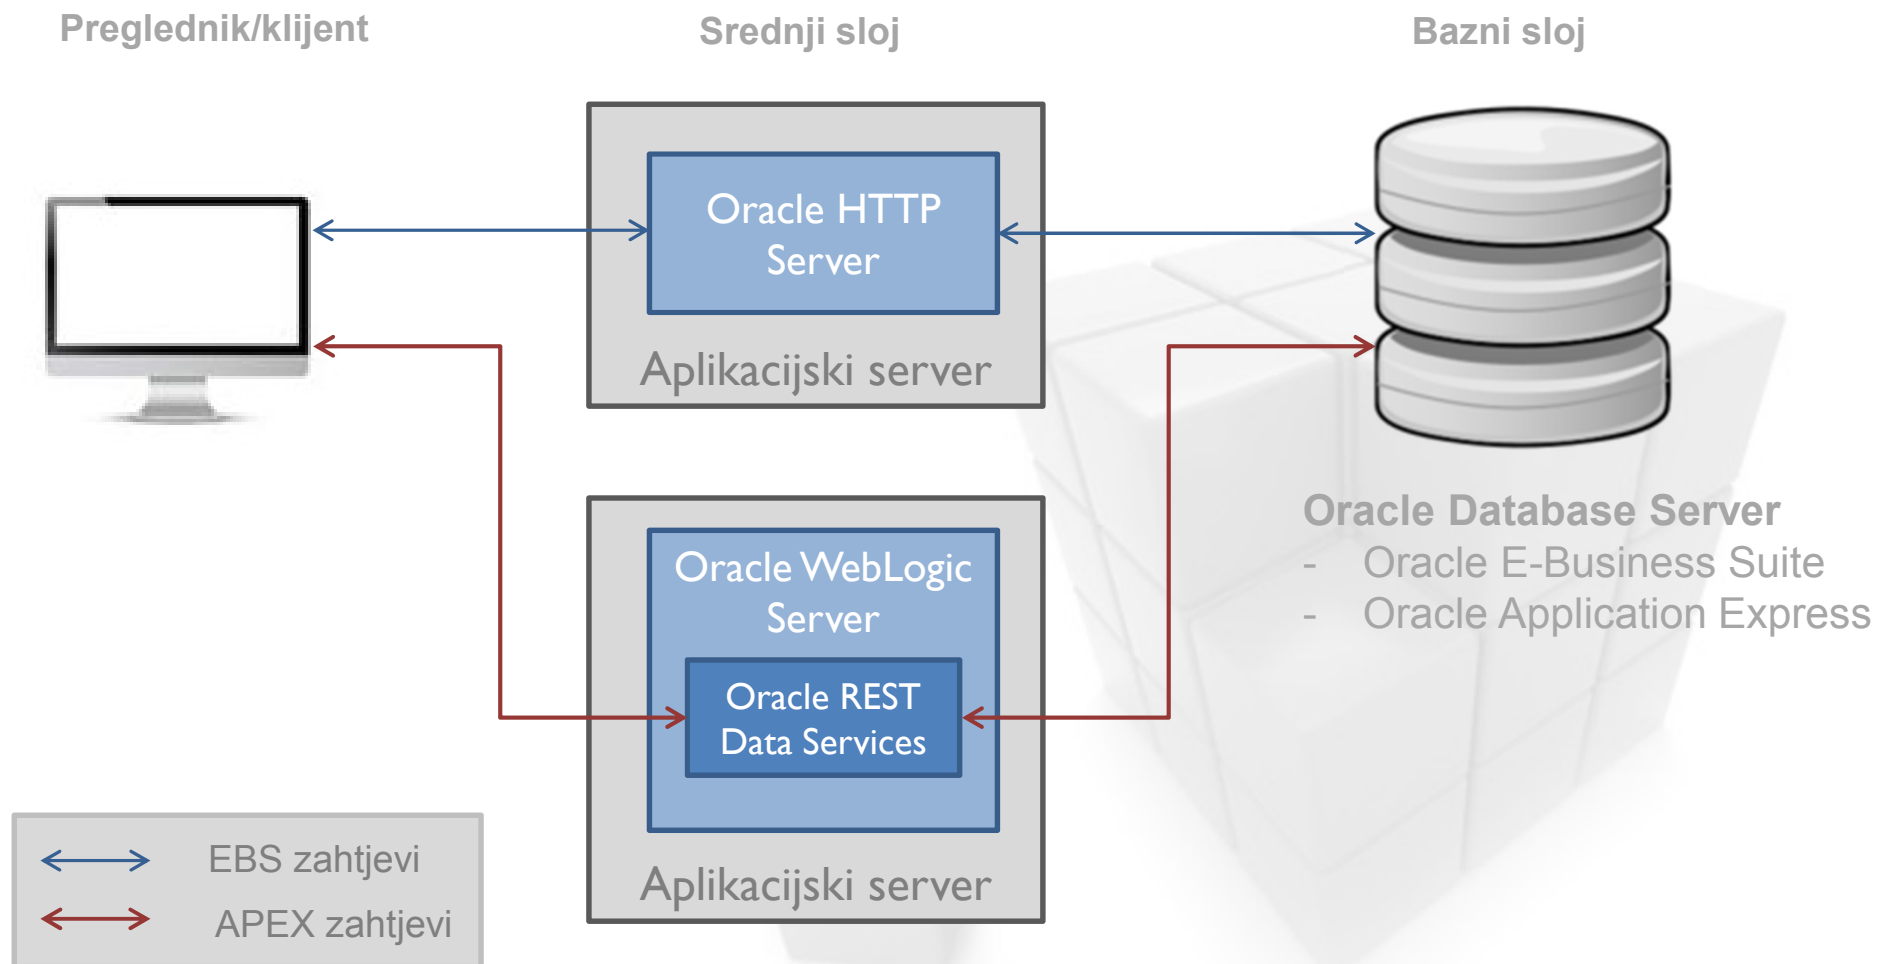 Preglednik/klijent
Srednji sloj
Bazni sloj
Oracle HTTP
Server
Aplikacijski server
Oracle WebLogic
Server
Oracle REST
Data Services
Aplikacijski server
Oracle Database Server
- Oracle E-Business Suite
- Oracle Application Express
EBS zahtjevi
APEX zahtjevi